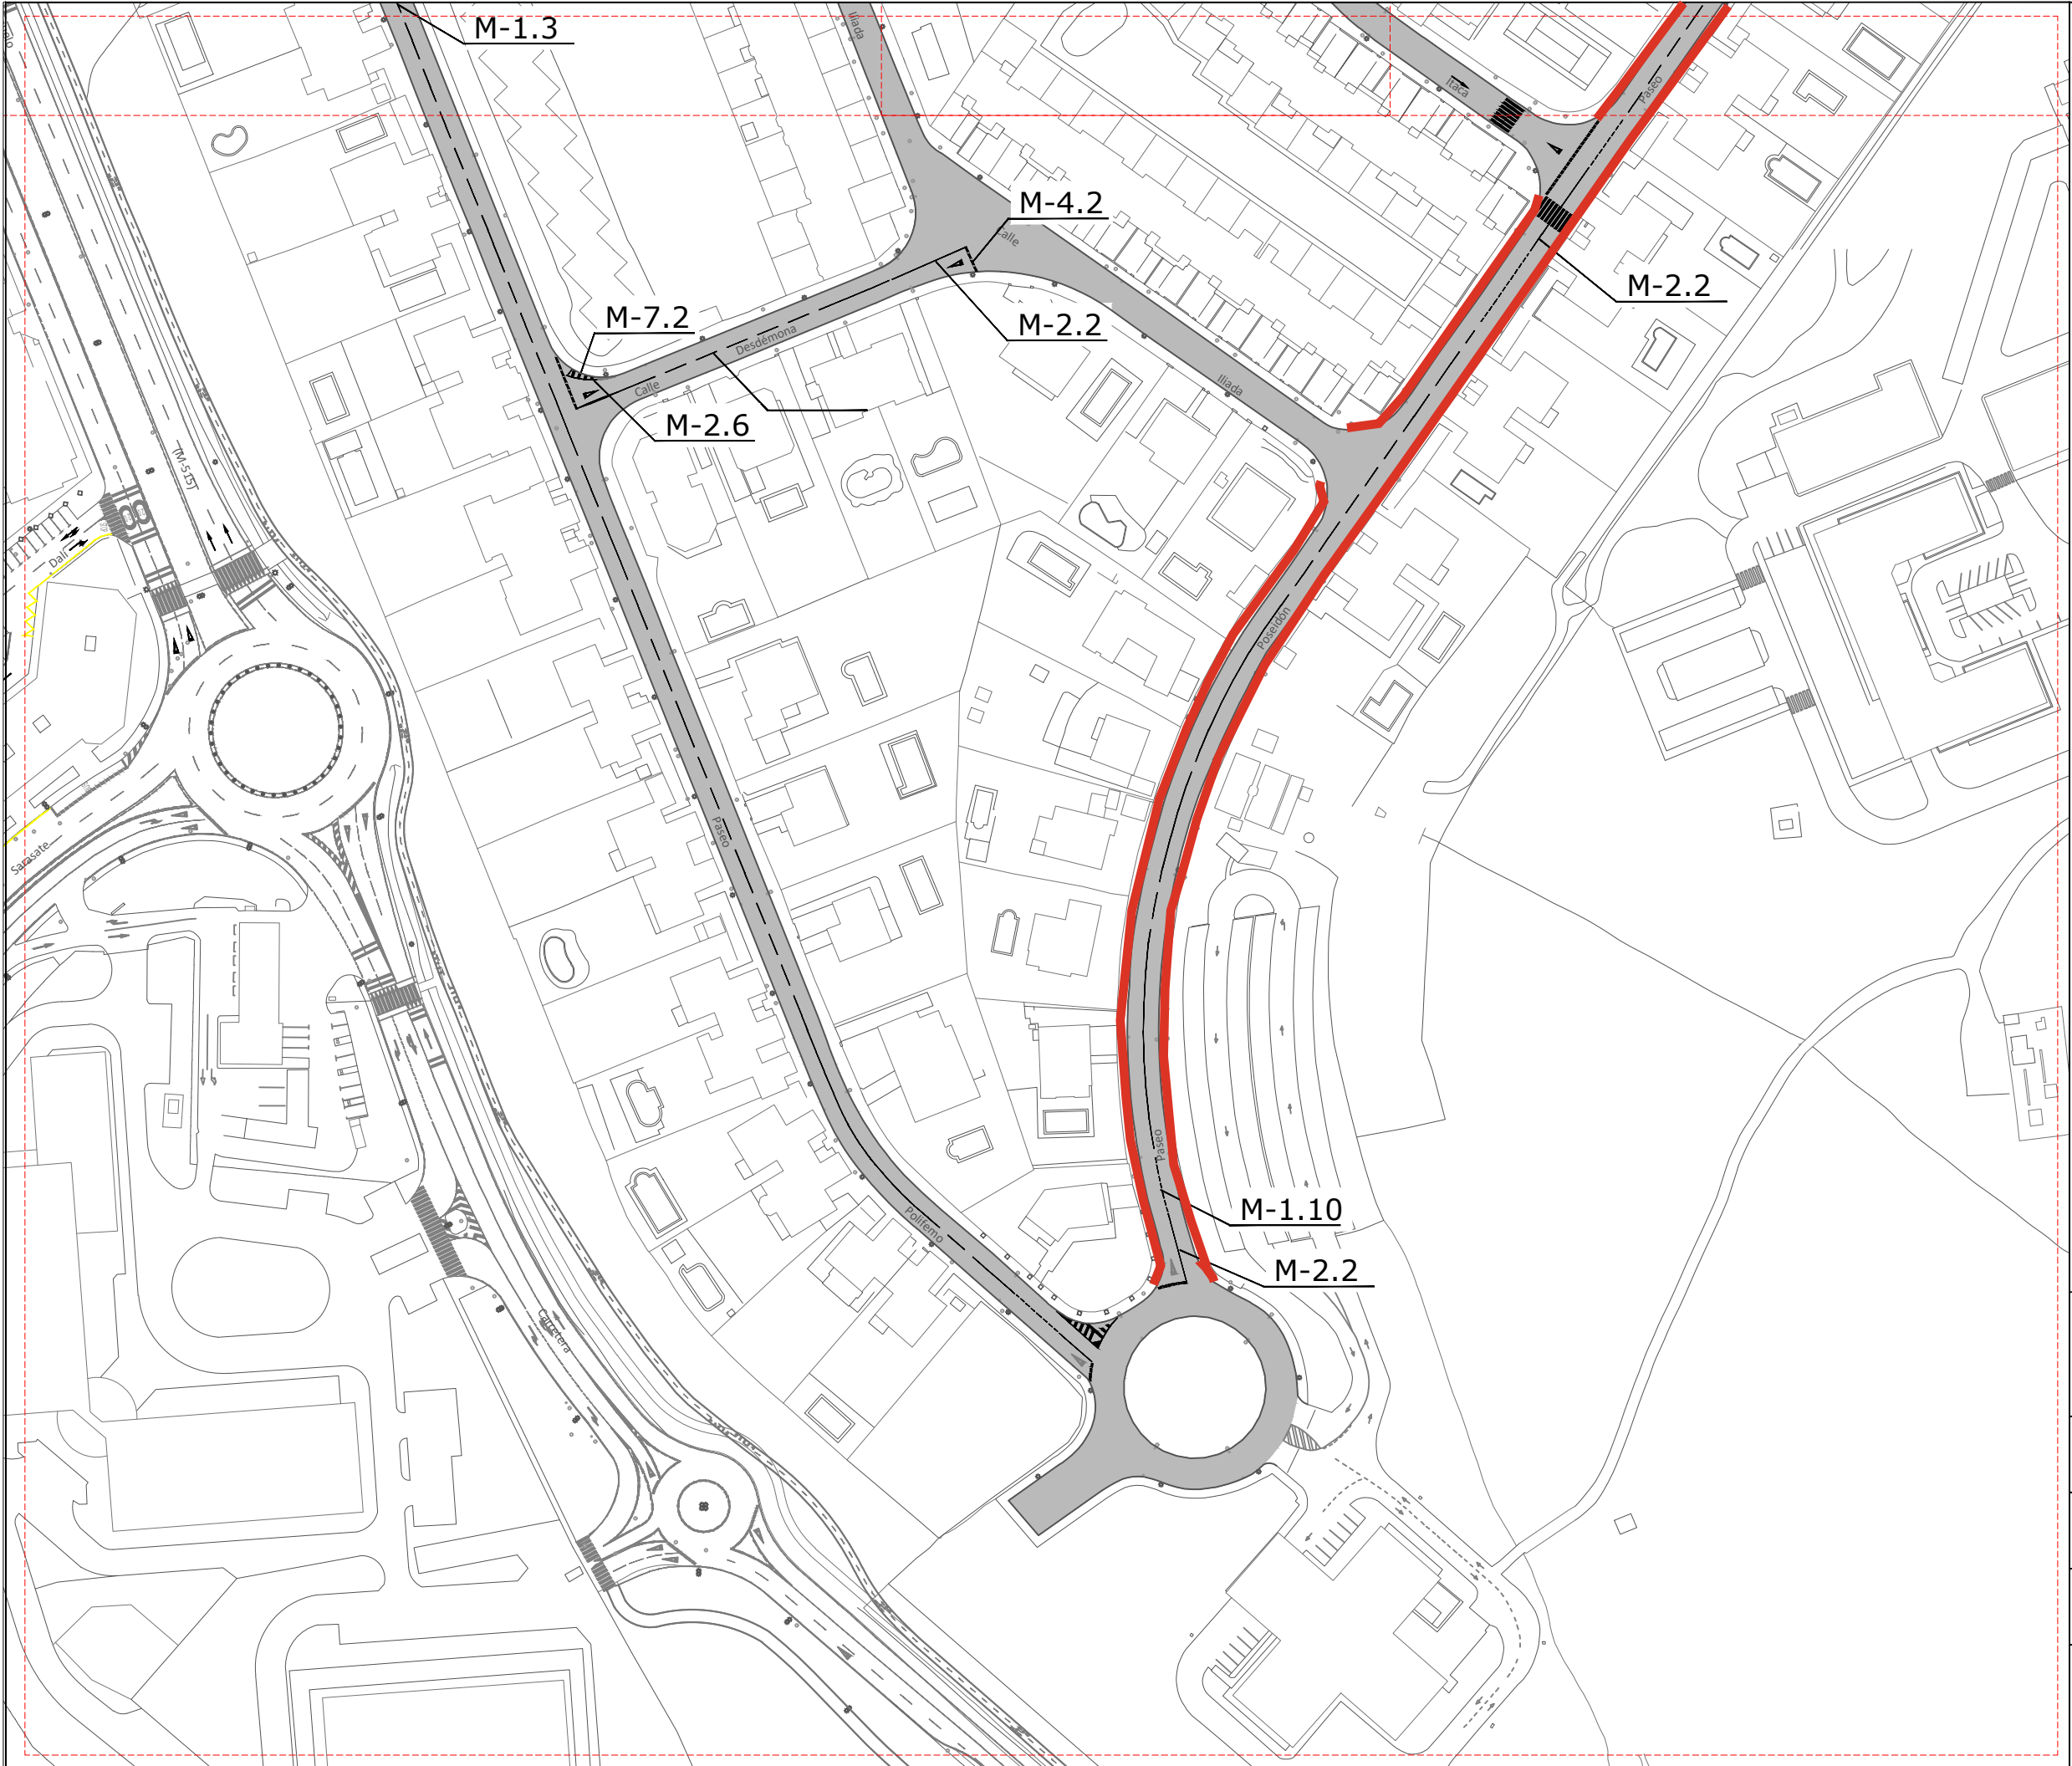 M-1.3
Iliada
Itaca
Paseo
M-4.2
Calle
M-2.2
M-7.2
M-2.2
Desdémona
Calle
Iliada
M-2.6
(M-515)
Dalí
Poseidón
Paseo
Sarasate
Paseo
M-1.10
Polifemo
M-2.2
Carretera